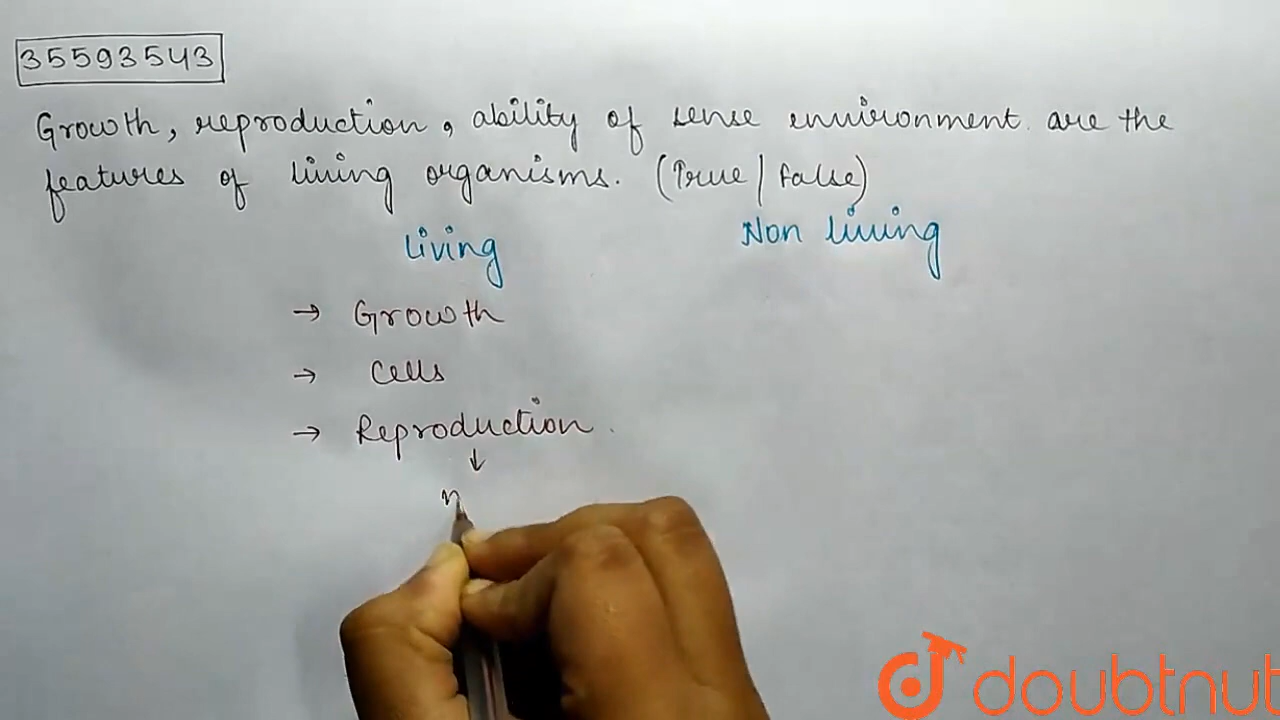 35593543
Growth, reproduction, ability of sense environment are the
features of living organisms. (True/False)
Living
Non living
→ Growth
→ Cells
→ Reproduction.
↓
n
doubtnut